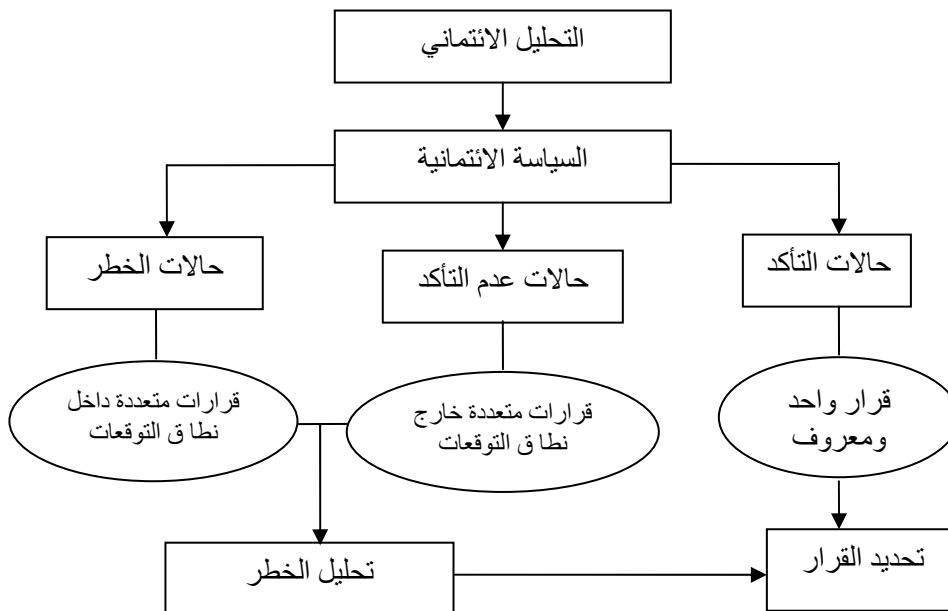 التحليل الائتماني
السياسة الائتمانية
حالات التأكد
حالات عدم التأكد
حالات الخطر
قرار واحد
ومعروف
قرارات متعددة خارج
نطا ق التوقعات
قرارات متعددة داخل
نطا ق التوقعات
تحديد القرار
تحليل الخطر